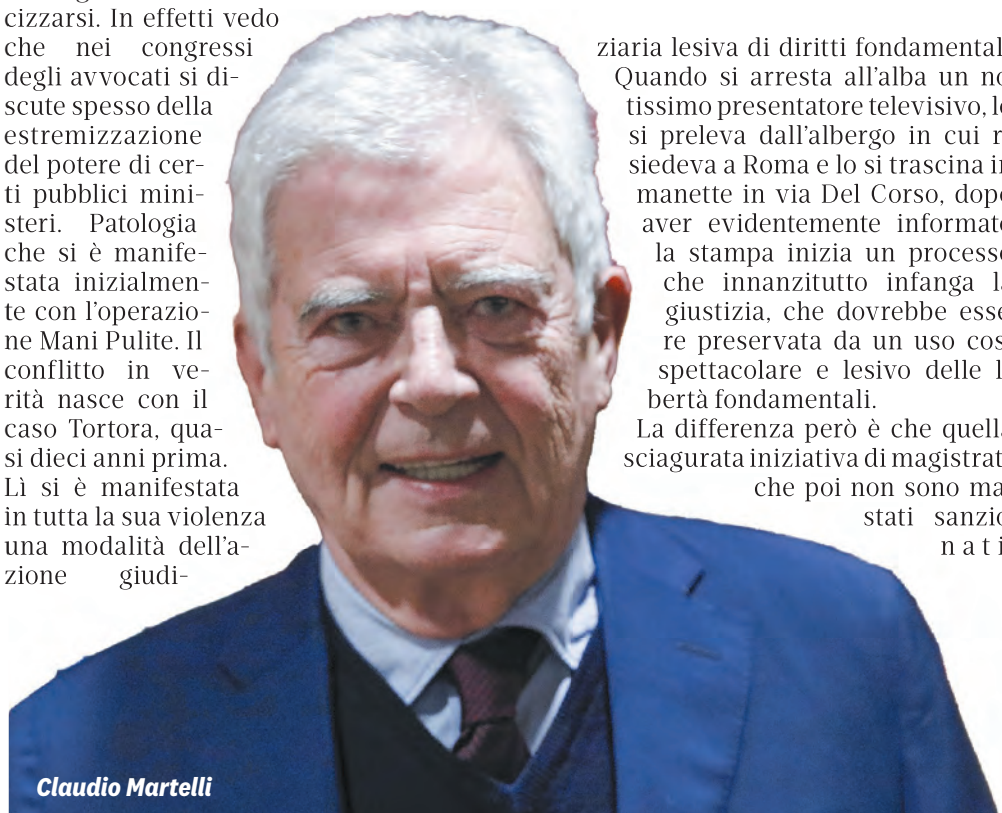 cizzarsi. In effetti vedo
che nei congressi
degli avvocati si di-
scute spesso della
estremizzazione
del potere di cer-
ti pubblici mini-
steri. Patologia
che si è manife-
stata inizialmen-
te con l'operazio-
ne Mani Pulite. Il
conflitto in ve-
rità nasce con il
caso Tortora, qua-
si dieci anni prima.
Lì si è manifestata
in tutta la sua violenza
una modalità dell'a-
zione giudi-
ziaria lesiva di diritti fondamental
Quando si arresta all'alba un no
tissimo presentatore televisivo, l
si preleva dall'albergo in cui r
siedeva a Roma e lo si trascina i
manette in via Del Corso, dop
aver evidentemente informat
la stampa inizia un process
che innanzitutto infanga l
giustizia, che dovrebbe esse
re preservata da un uso cos
spettacolare e lesivo delle l
bertà fondamentali.
La differenza però è che quell
sciagurata iniziativa di magistrat
che poi non sono ma
stati sanzio
nati
Claudio Martelli